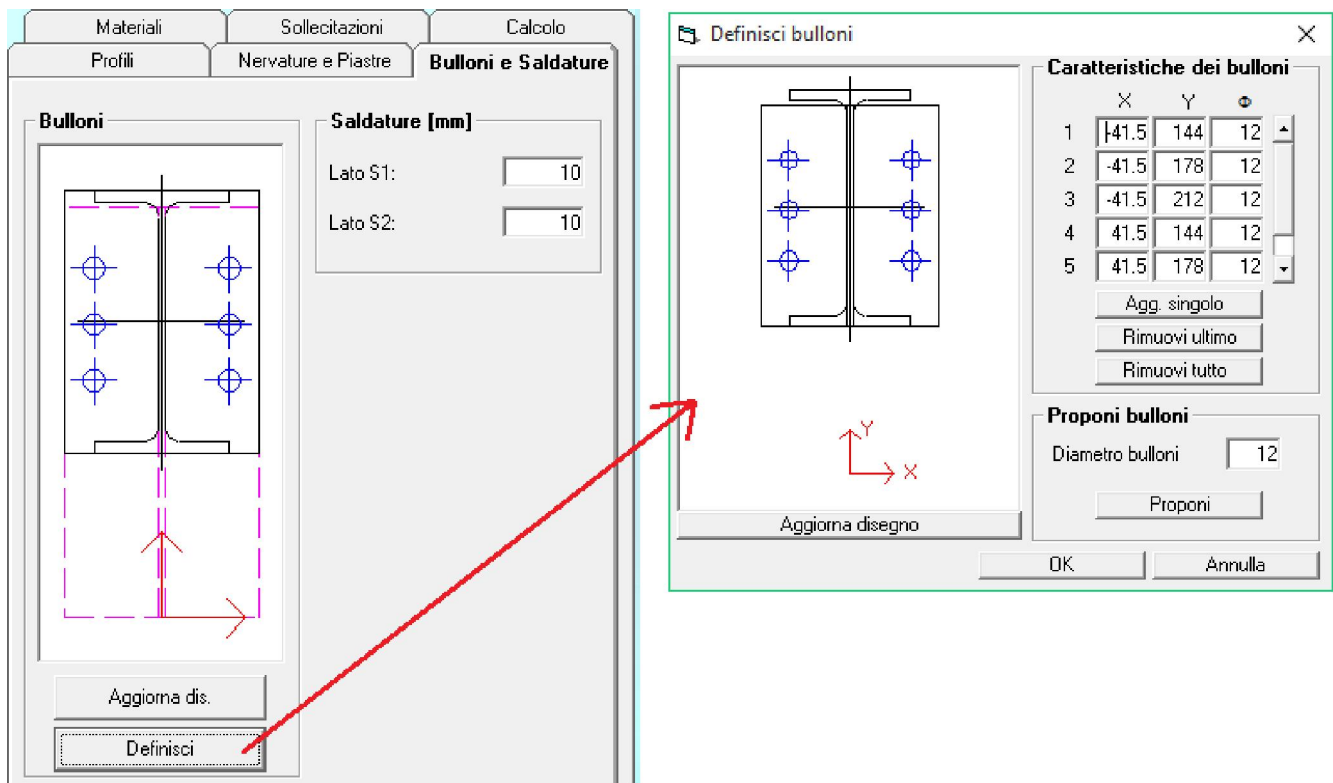 Materiali Sollecitazioni Calcolo
Profili Nervature e Piastre Bulloni e Saldature
Bulloni
Saldature [mm]
Lato S1: 10
Lato S2: 10
Aggiorna dis.
Definisci
Definisci bulloni
Caratteristiche dei bulloni
X Y Φ
1 -41.5 144 12
2 -41.5 178 12
3 -41.5 212 12
4 41.5 144 12
5 41.5 178 12
Agg. singolo
Rimuovi ultimo
Rimuovi tutto
Y
X
Aggiorna disegno
Proponi bulloni
Diametro bulloni 12
Proponi
OK Annulla